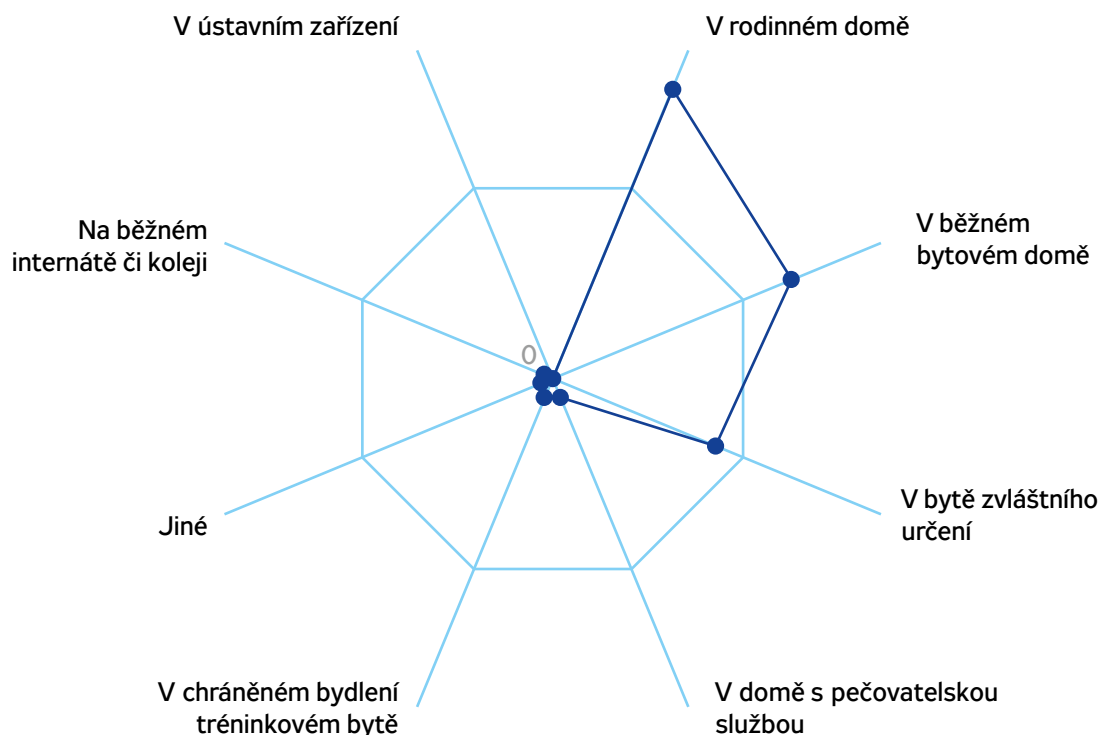 V ústavním zařízení
V rodinném domě
Na běžném
internátě či koleji
V běžném
bytovém domě
0
Jiné
V bytě zvláštního
určení
V chráněném bydlení
tréninkovém bytě
V domě s pečovatelskou
službou